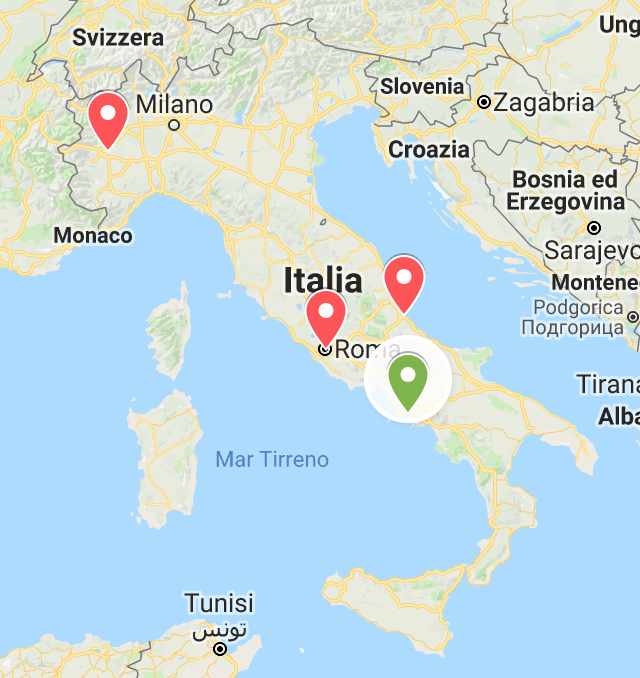 Svizzera
Ung
Slovenia
Milano
Zagabria
Croazia
Bosnia ed
Erzegovina
Monaco
Sarajevo
Italia
Montene
Podgorica
Подгорица
Roma
Tirana
Alba
Mar Tirreno
Tunisi
تونس